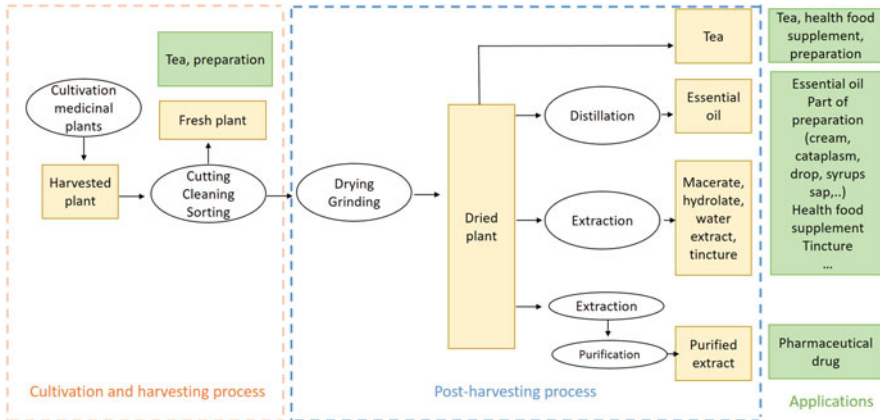 Cultivation
medicinal
plants
Harvested
plant
Tea, preparation
Fresh plant
Cutting
Cleaning
Sorting
Cultivation and harvesting process
Drying
Grinding
Dried
plant
Distillation
Extraction
Extraction
Purification
Tea
Essential
oil
Macerate,
hydrolate,
water
extract,
tincture
Purified
extract
Post-harvesting process
Tea, health food
supplement,
preparation
Essential oil
Part of
preparation
(cream,
cataplasm,
drop, syrups
sap,..)
Health food
supplement
Tincture
...
Pharmaceutical
drug
Applications